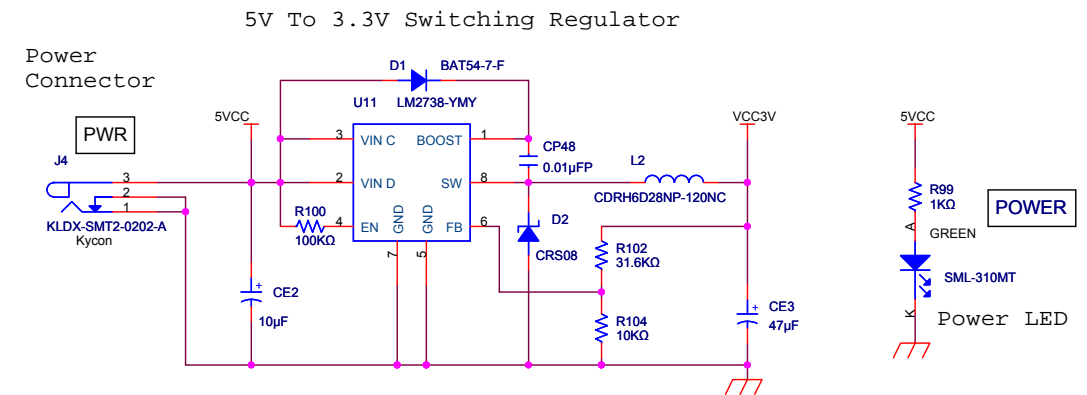 5V To 3.3V Switching Regulator
Power
Connector
PWR
J4
3
2
1
KLDX-SMT2-0202-A
Kycon
5VCC
CE2
+
10µF
R100
100KΩ
D1
BAT54-7-F
U11
LM2738-YMY
3
VIN C
BOOST
1
2
VIN D
SW
8
4
EN
GND
GND
FB
6
7
5
CP48
0.01µFP
D2
CRS08
L2
CDRH6D28NP-120NC
R102
31.6KΩ
R104
10KΩ
VCC3V
+
CE3
47µF
5VCC
R99
1KΩ
POWER
A
GREEN
SML-310MT
K
Power LED